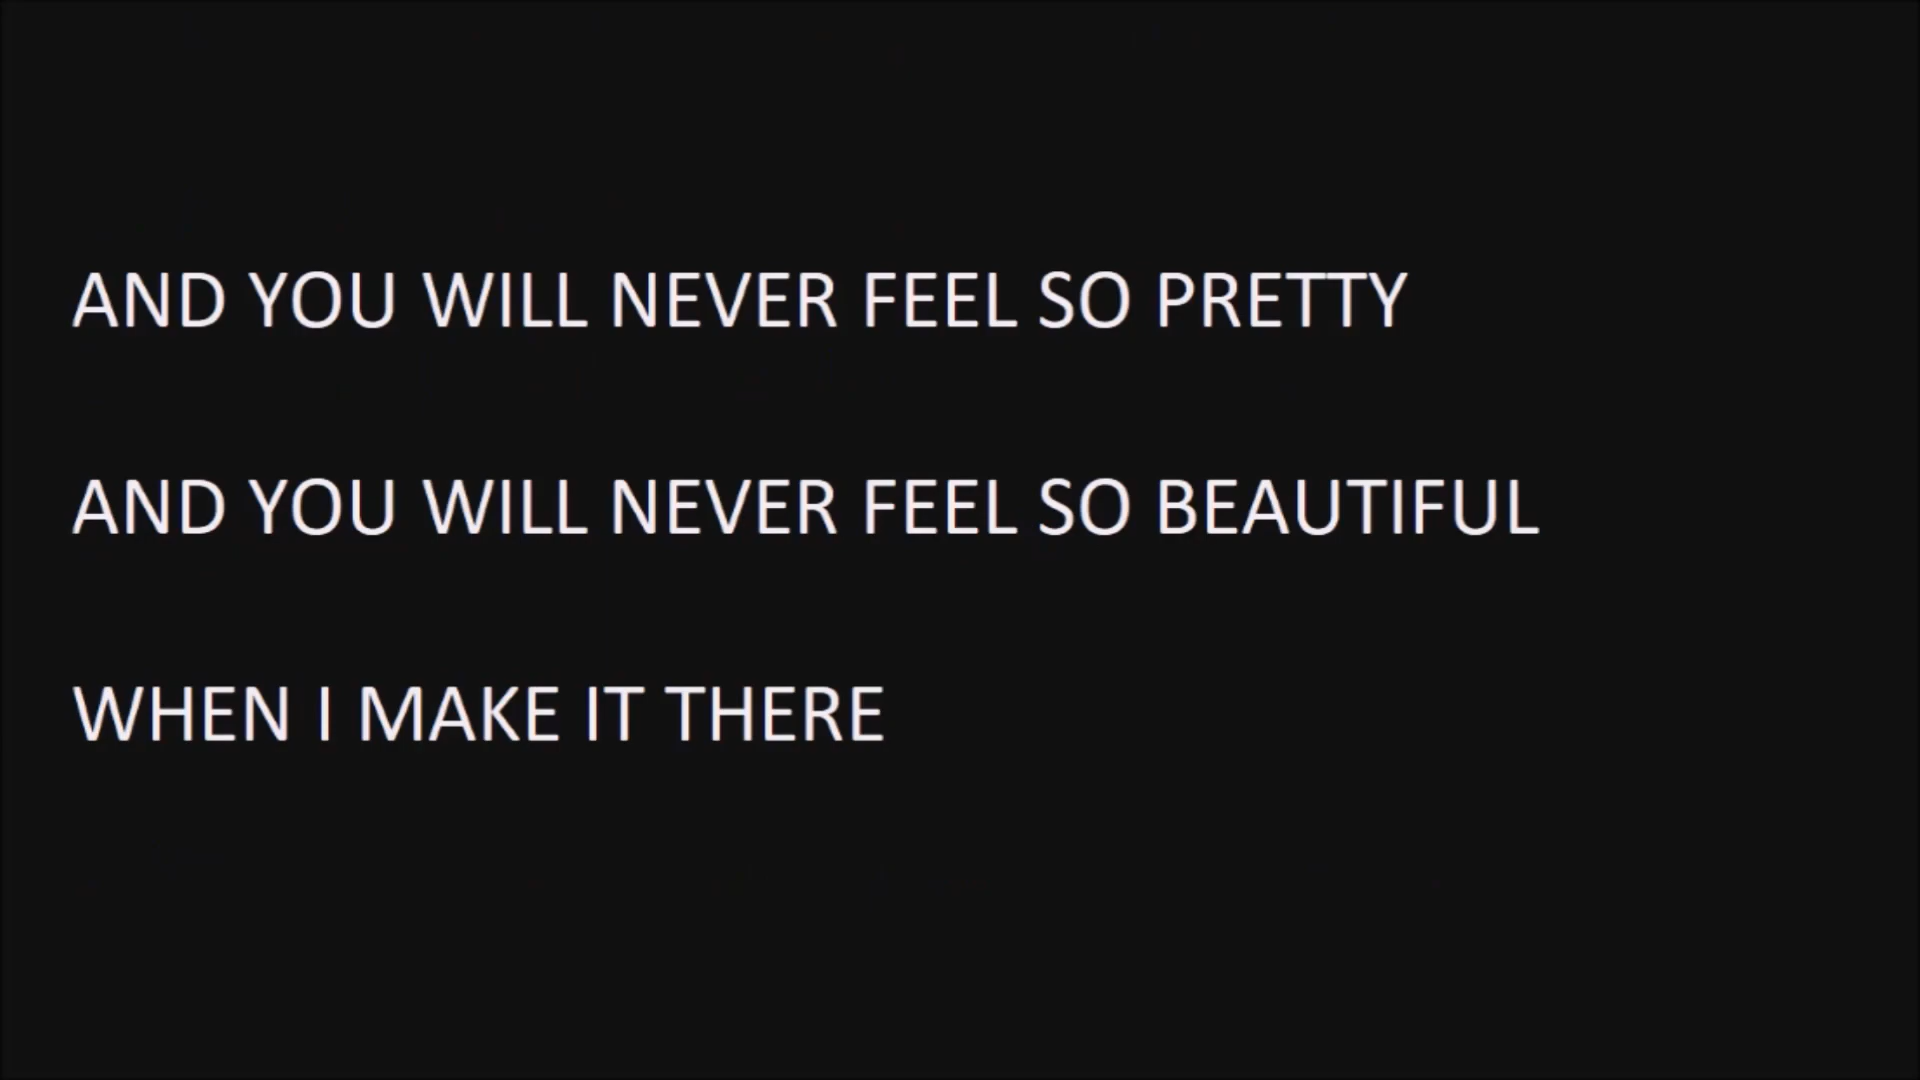 AND YOU WILL NEVER FEEL SO PRETTY
AND YOU WILL NEVER FEEL SO BEAUTIFUL
WHEN I MAKE IT THERE